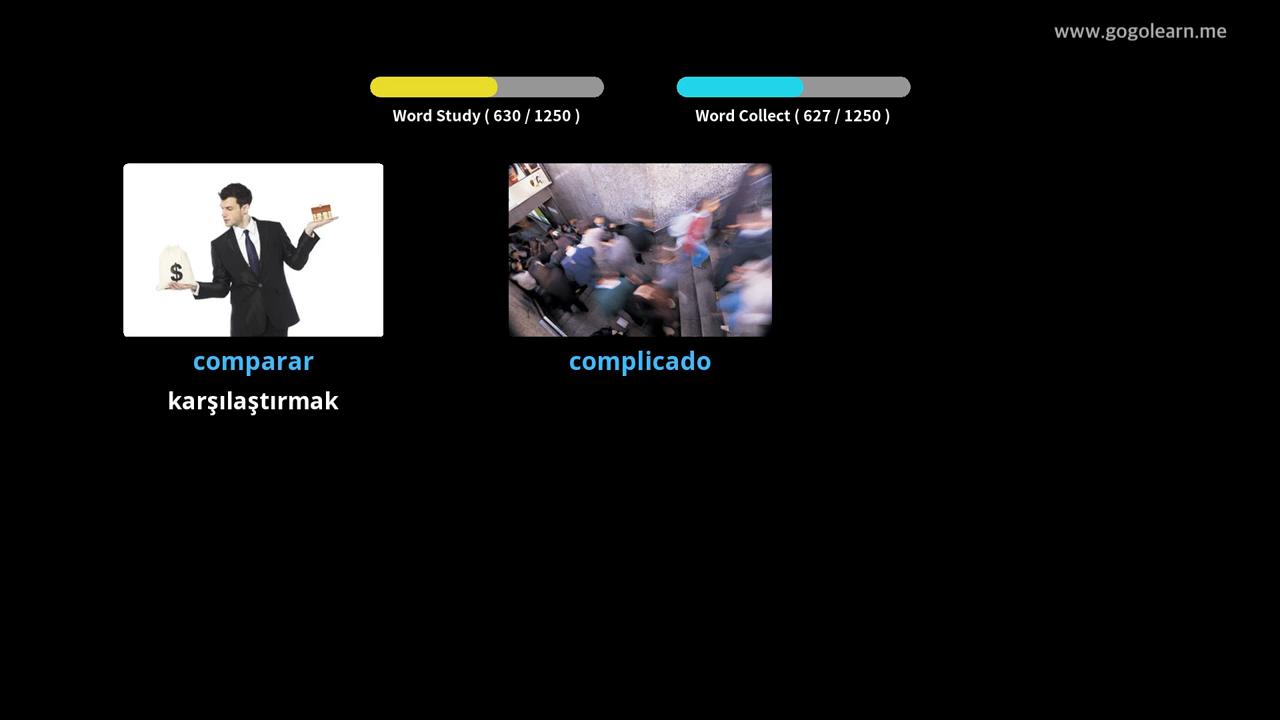 www.gogolearn.me
Word Study ( 630 / 1250 )
Word Collect ( 627 / 1250 )
$
comparar
complicado
karşılaştırmak